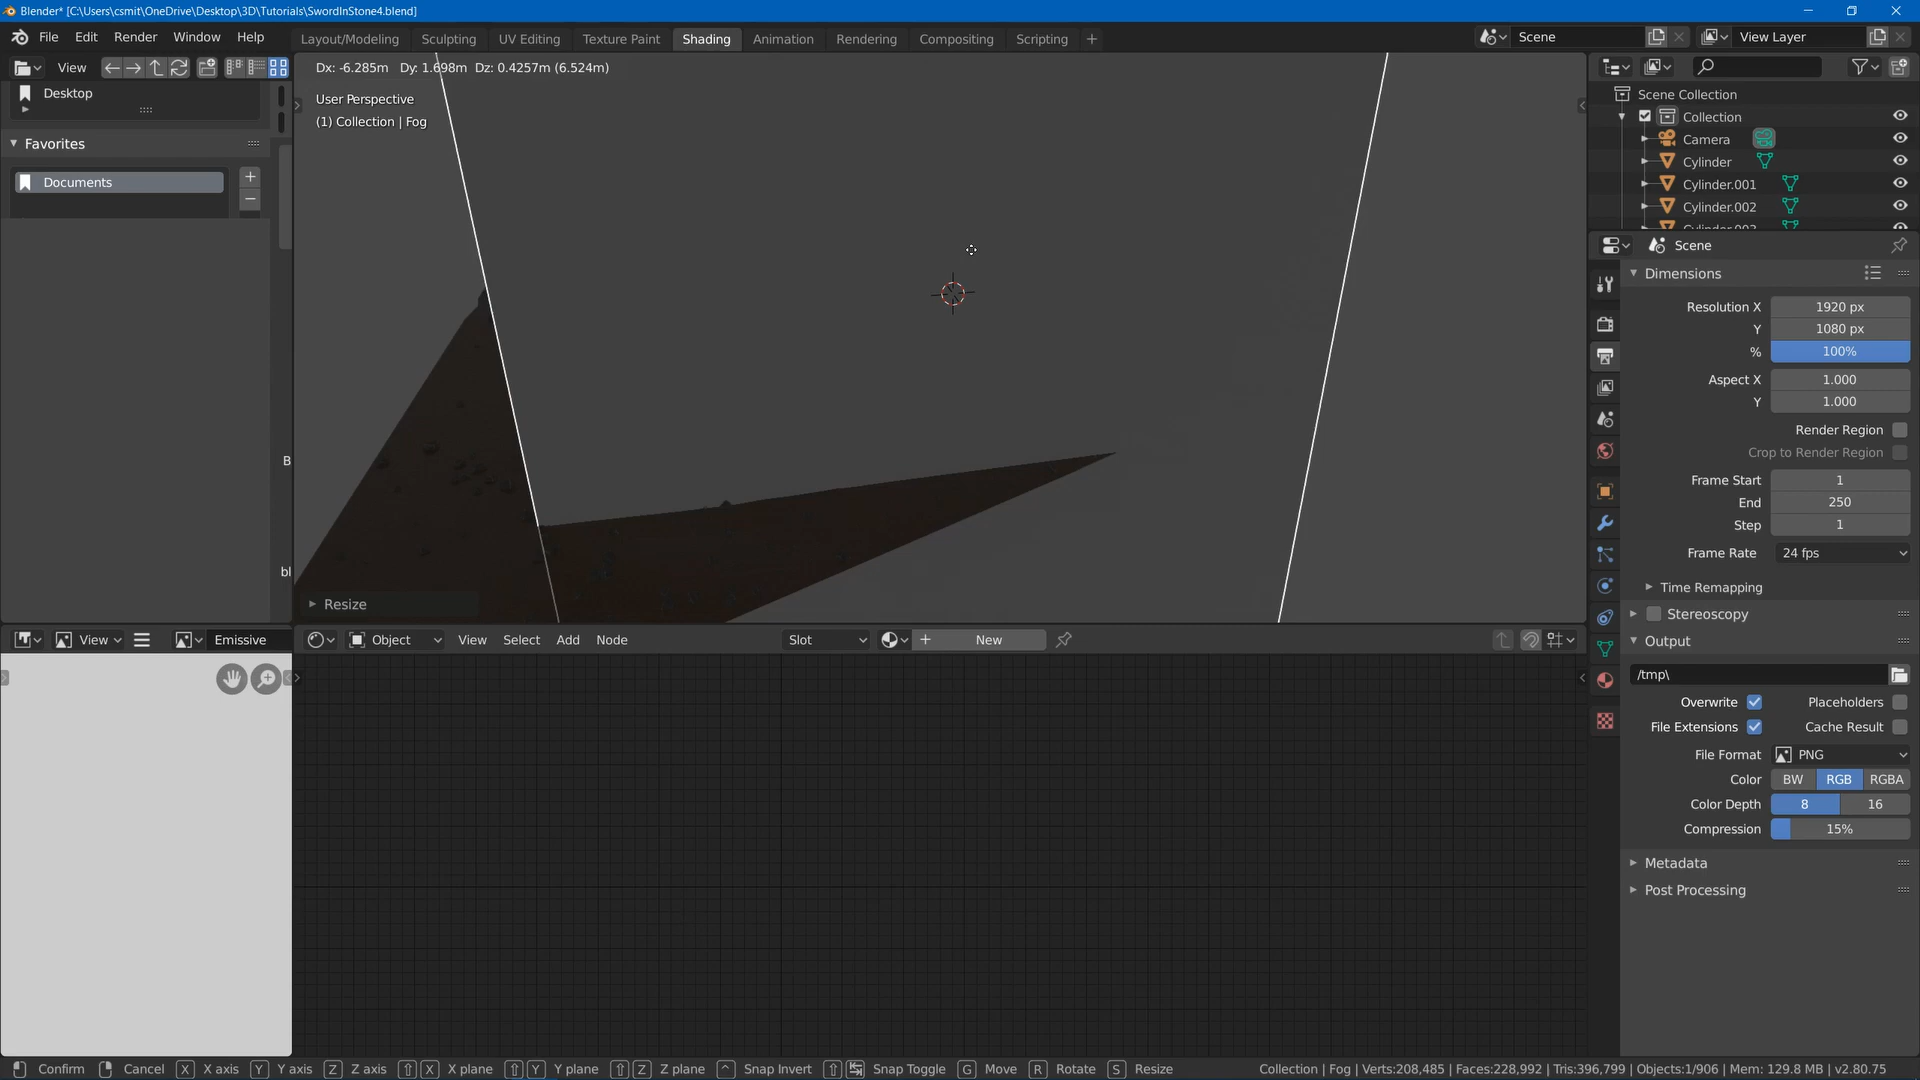 Blender* [C:\Users\csmit\OneDrive\Desktop\3D\Tutorials\SwordInStone4.blend]
File Edit Render Window Help Layout/Modeling Sculpting UV Editing Texture Paint Shading Animation Rendering Compositing Scripting Scene View Layer
View
Dx: -6.285m Dy: 1.698m Dz: 0.4257m (6.524m)
Desktop
User Perspective
(1) Collection | Fog
Favorites
Documents
Scene Collection
Collection
Camera
Cylinder
Cylinder.001
Cylinder.002
Scene
Dimensions
Resolution X 1920 px
Y 1080 px
% 100%
Aspect X 1.000
Y 1.000
Render Region
Crop to Render Region
Frame Start 1
End 250
Step 1
Frame Rate 24 fps
Time Remapping
Stereoscopy
Output
/tmp\
Overwrite Placeholders
File Extensions Cache Result
File Format PNG
Color BW RGB RGBA
Color Depth 8 16
Compression 15%
Metadata
Post Processing
B
bl
Resize
View Emissive
Object View Select Add Node Slot New
Confirm Cancel X X axis Y Y axis Z Z axis X X plane Y Y plane Z Z plane Snap Invert Snap Toggle G Move R Rotate S Resize Collection | Fog | Verts:208,485 | Faces:228,992 | Tris:396,799 | Objects:1/906 | Mem: 129.8 MB | v2.80.75